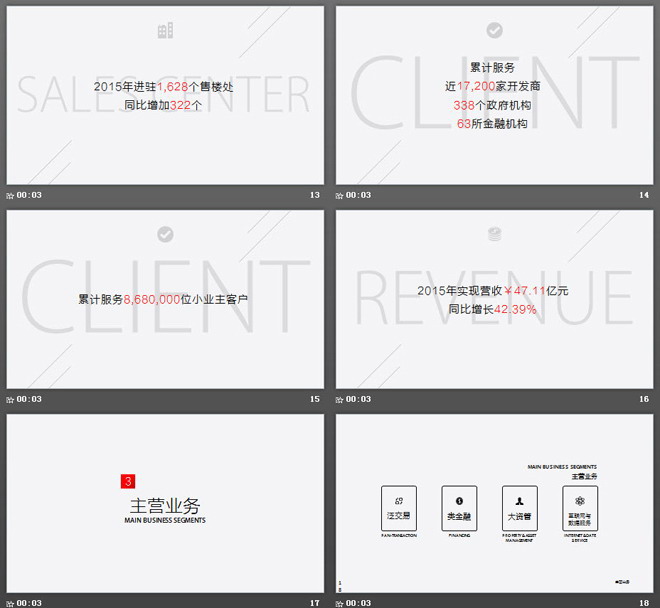 SALES CENTER
2015年进驻1,628个售楼处
同比增加322个
00:03
13
CLIENT
累计服务
近17,200家开发商
338个政府机构
63所金融机构
00:03
14
CLIENT
累计服务8,680,000位小业主客户
00:03
15
REVENUE
2015年实现营收￥47.11亿元
同比增长42.39%
00:03
16
3
主营业务
MAIN BUSINESS SEGMENTS
00:03
17
MAIN BUSINESS SEGMENTS
主营业务
泛交易
类金融
大资管
互联网与
数据服务
PAN-TRANSACTION
FINANCING
PROPERTY & ASSET
MANAGEMENT
INTERNET & DATE
SERVICE
1
8
00:03
18